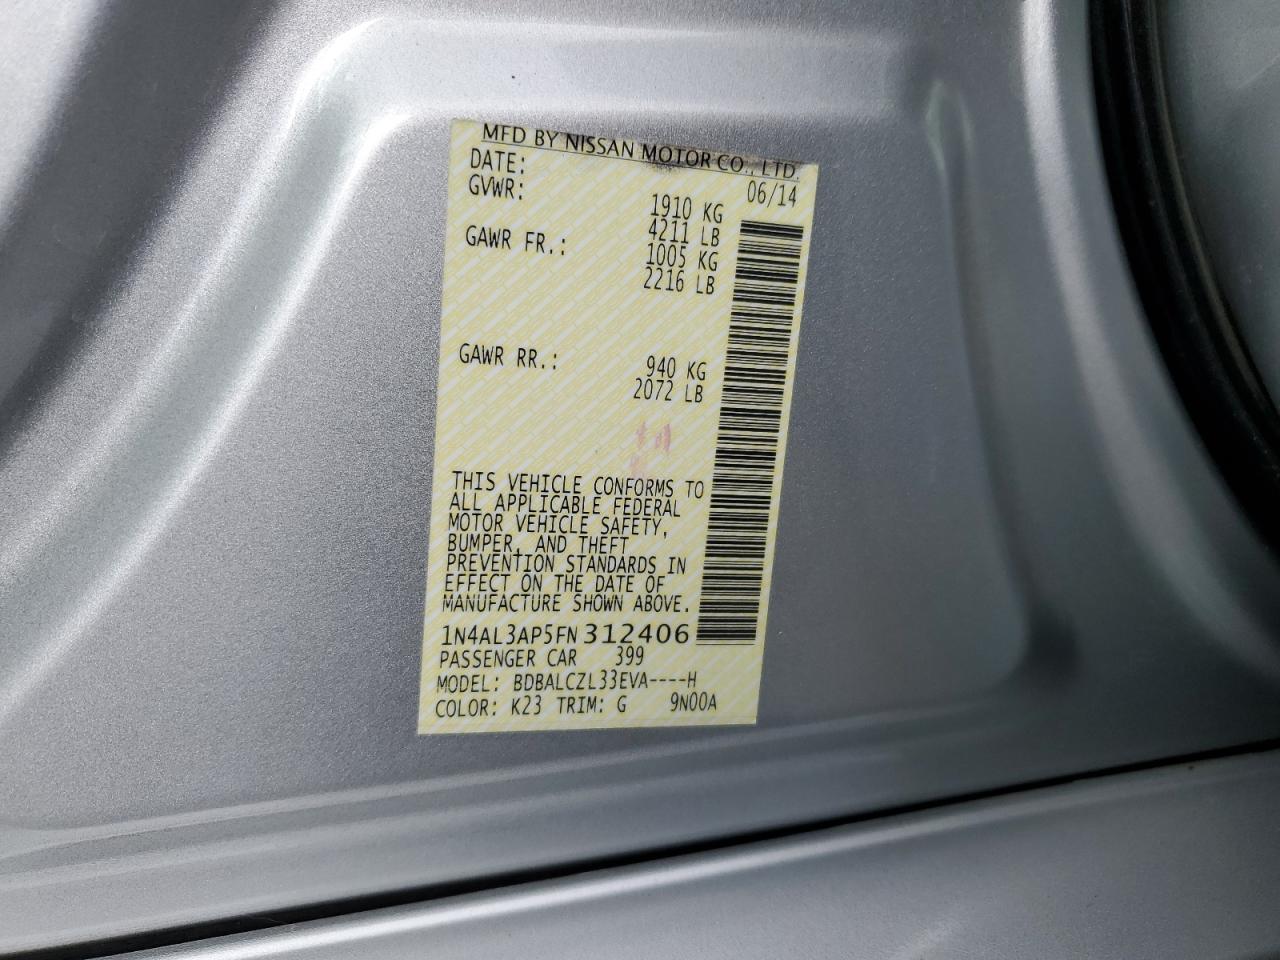 MFD BY NISSAN MOTOR CO., LTD.
DATE: 06/14
GVWR: 1910 KG
4211 LB
GAWR FR.: 1005 KG
2216 LB
GAWR RR.: 940 KG
2072 LB
THIS VEHICLE CONFORMS TO
ALL APPLICABLE FEDERAL
MOTOR VEHICLE SAFETY,
BUMPER, AND THEFT
PREVENTION STANDARDS IN
EFFECT ON THE DATE OF
MANUFACTURE SHOWN ABOVE.
1N4AL3AP5FN312406
PASSENGER CAR 399
MODEL: BDBALCZL33EVA----H
COLOR: K23 TRIM: G 9N00A